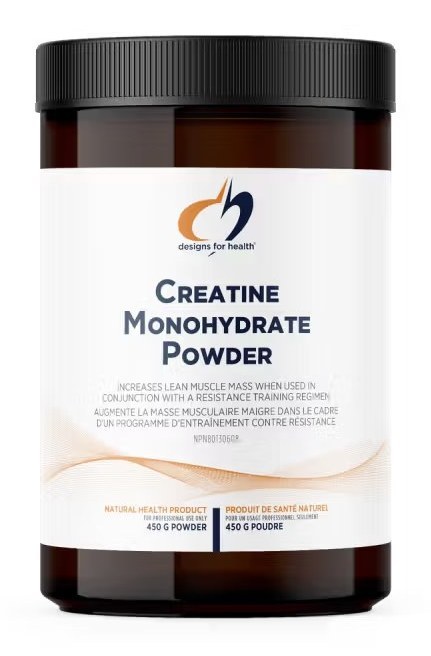 designs for health
CREATINE
MONOHYDRATE
POWDER
INCREASES LEAN MUSCLE MASS WHEN USED IN
CONJUNCTION WITH A RESISTANCE TRAINING REGIMEN
AUGMENTE LA MASSE MUSCULAIRE MAIGRE DANS LE CADRE
D'UN PROGRAMME D'ENTRAÎNEMENT CONTRE RÉSISTANCE
NATURAL HEALTH PRODUCT
FOR PROFESSIONAL USE ONLY
450 G POWDER
PRODUIT DE SANTÉ NATUREL
POUR UN USAGE PROFESSIONNEL SEULEMENT
450 G POUDRE